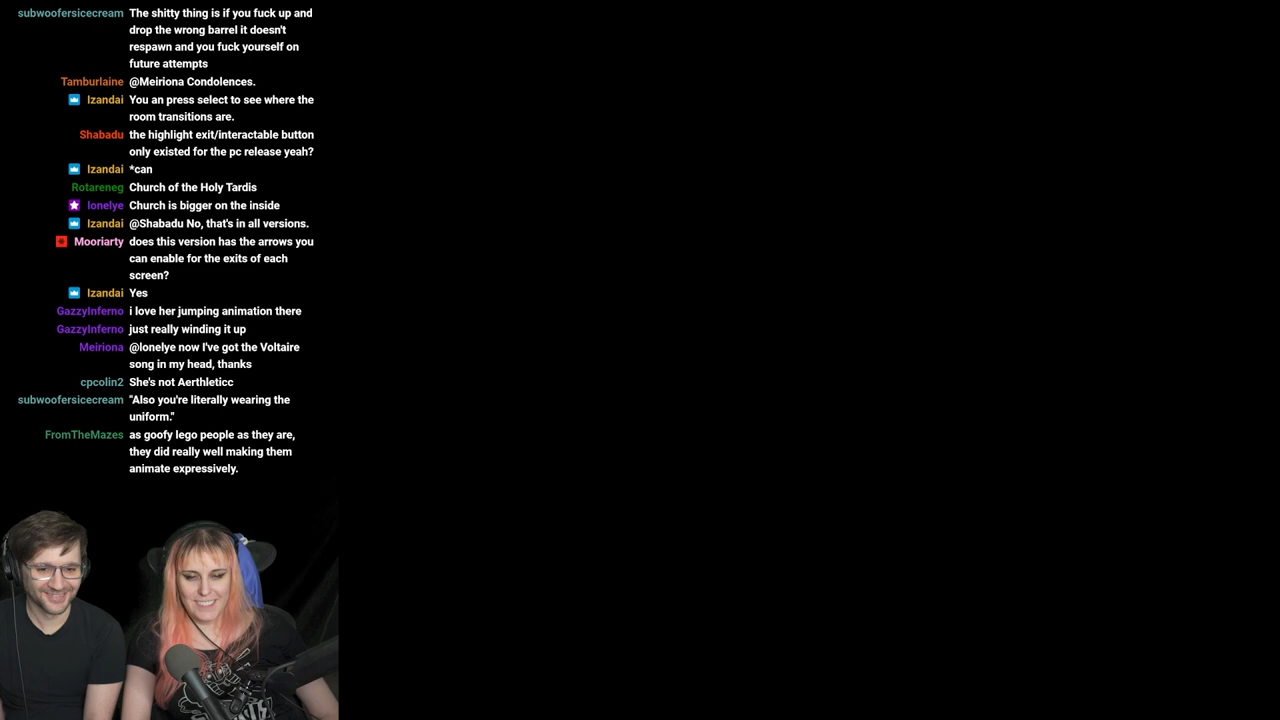 subwoofersicecream The shitty thing is if you fuck up and
drop the wrong barrel it doesn't
respawn and you fuck yourself on
future attempts
Tamburlaine @Meiriona Condolences.
Izandai You an press select to see where the
room transitions are.
Shabadu the highlight exit/interactable button
only existed for the pc release yeah?
Izandai *can
Rotareneg Church of the Holy Tardis
lonelye Church is bigger on the inside
Izandai @Shabadu No, that's in all versions.
Mooriarty does this version has the arrows you
can enable for the exits of each
screen?
Izandai Yes
GazzyInferno i love her jumping animation there
GazzyInferno just really winding it up
Meiriona @lonelye now I've got the Voltaire
song in my head, thanks
cpcolin2 She's not Aerthleticc
subwoofersicecream "Also you're literally wearing the
uniform."
FromTheMazes as goofy lego people as they are,
they did really well making them
animate expressively.